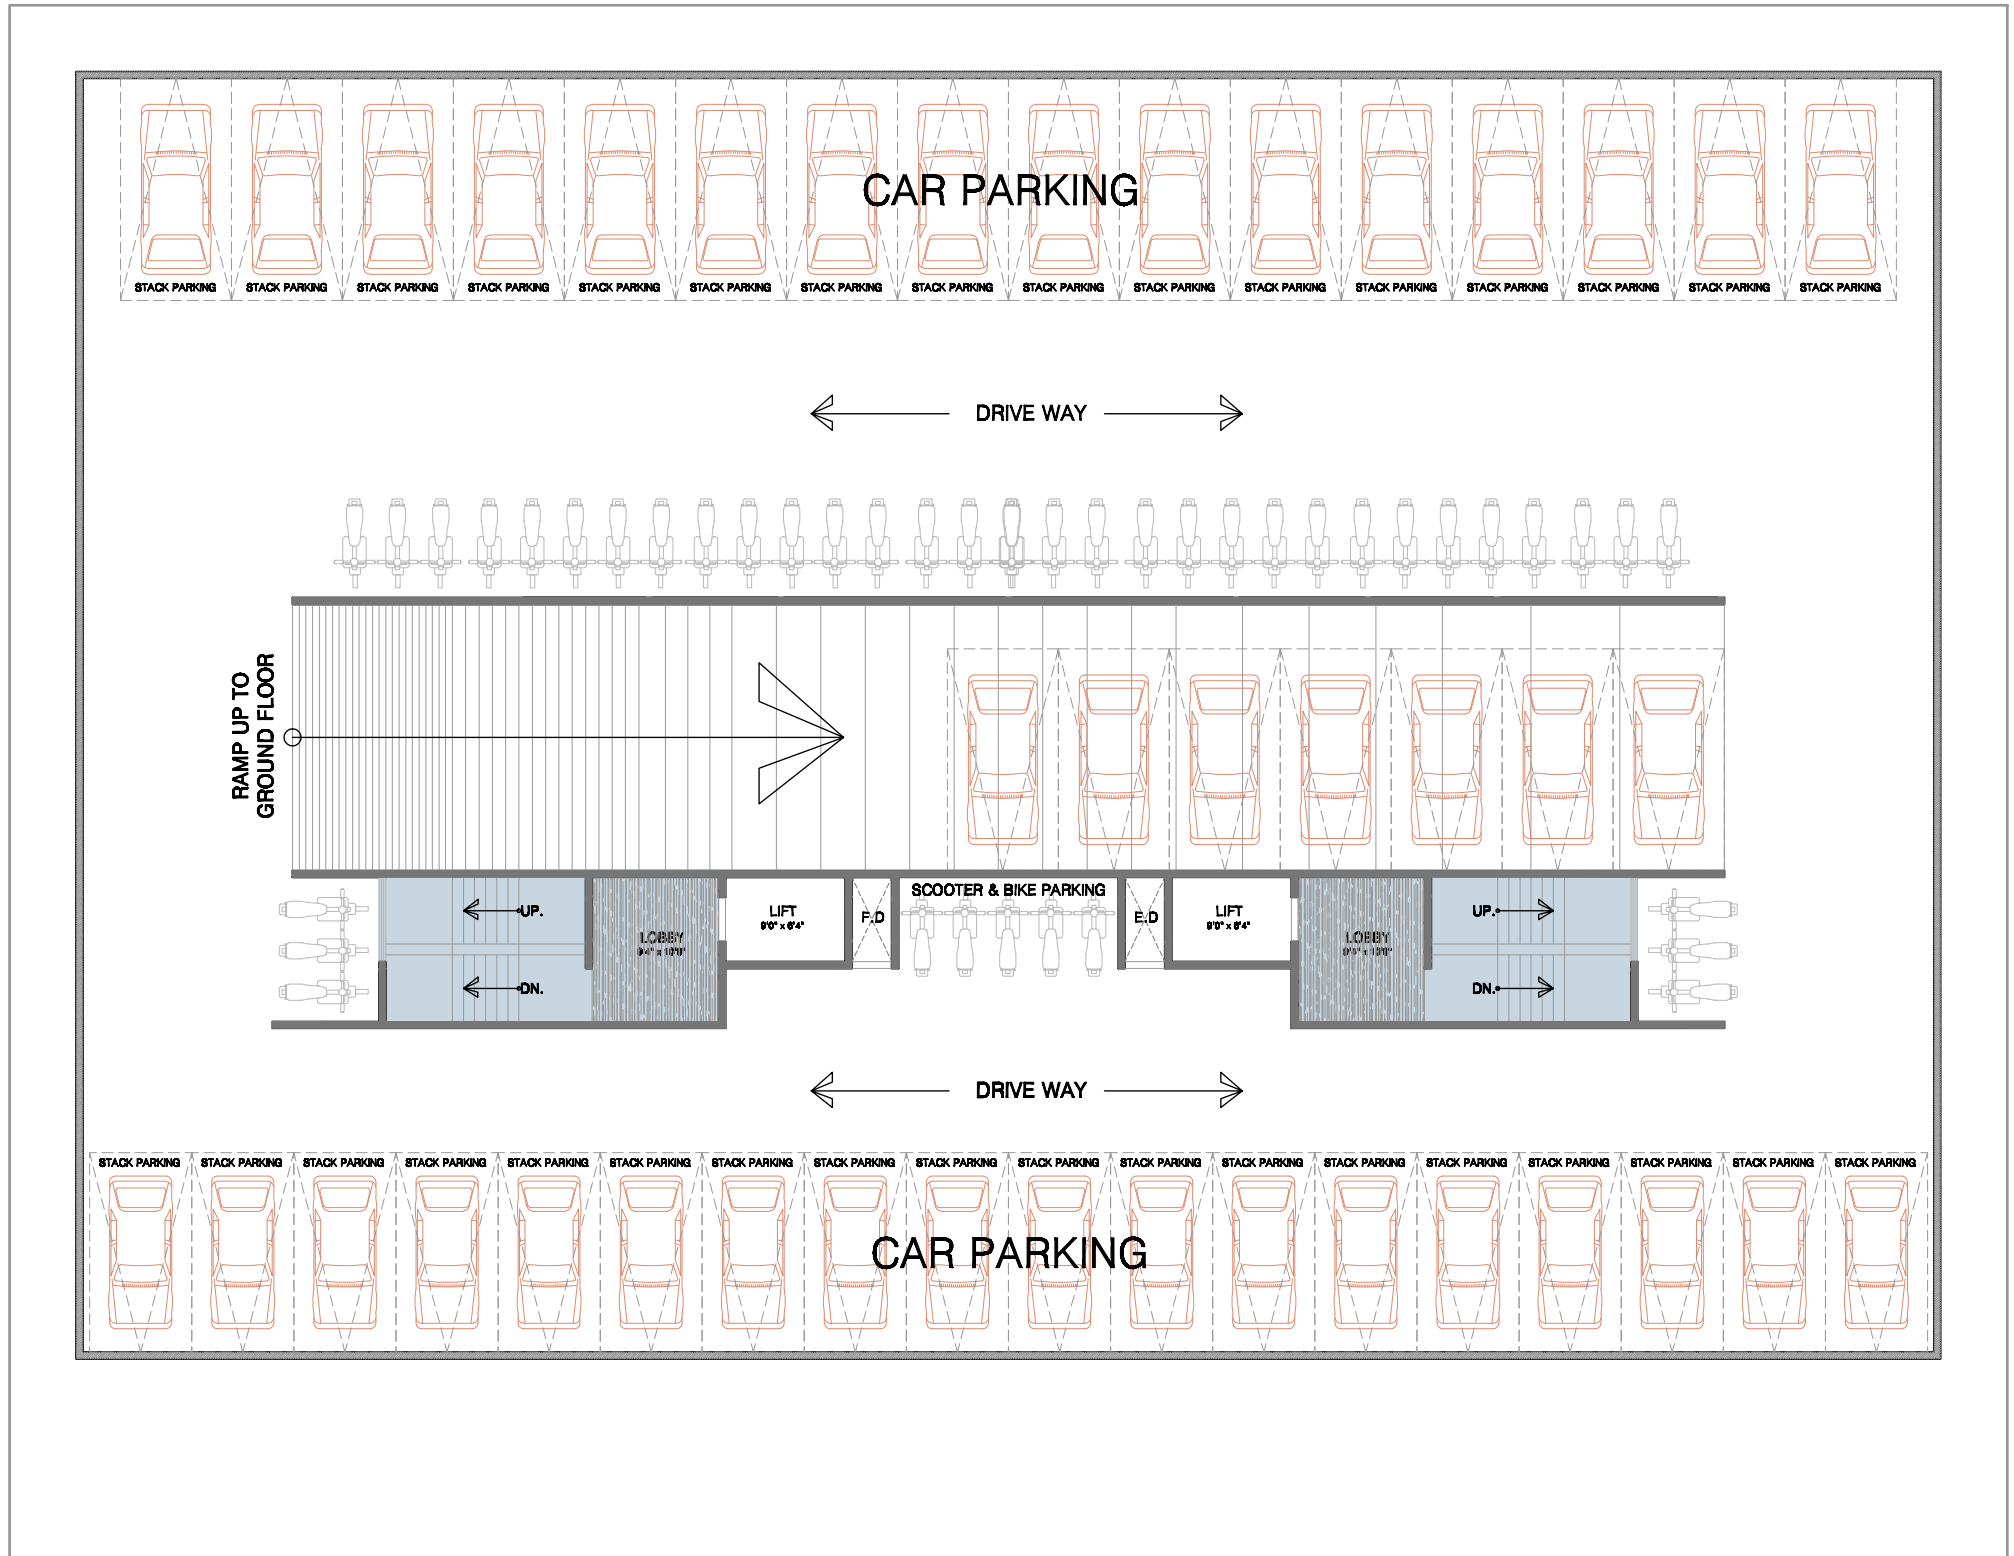 CAR PARKING
STACK PARKING STACK PARKING STACK PARKING STACK PARKING STACK PARKING STACK PARKING STACK PARKING STACK PARKING STACK PARKING STACK PARKING STACK PARKING STACK PARKING STACK PARKING STACK PARKING STACK PARKING STACK PARKING
DRIVE WAY
RAMP UP TO
GROUND FLOOR
SCOOTER & BIKE PARKING
UP.
DN.
LOBBY
LIFT
F.D
E.D
LIFT
LOBBY
UP.
DN.
DRIVE WAY
STACK PARKING STACK PARKING STACK PARKING STACK PARKING STACK PARKING STACK PARKING STACK PARKING STACK PARKING STACK PARKING STACK PARKING STACK PARKING STACK PARKING STACK PARKING STACK PARKING STACK PARKING STACK PARKING STACK PARKING STACK PARKING
CAR PARKING